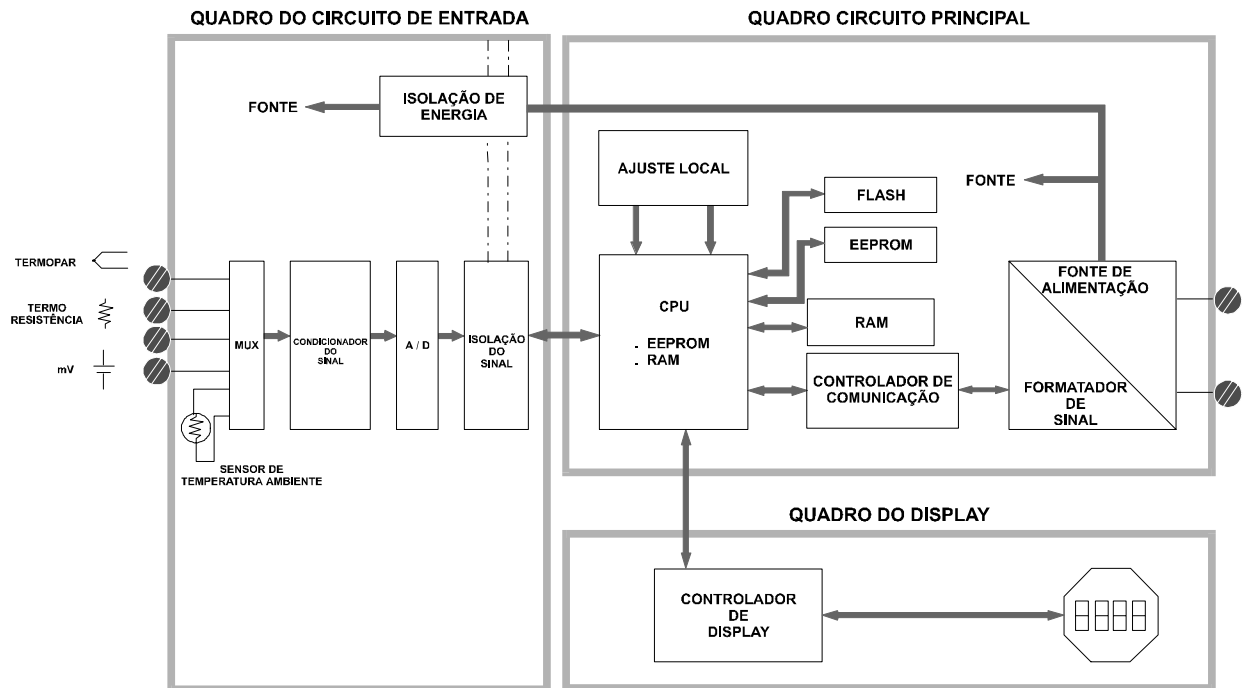 QUADRO DO CIRCUITO DE ENTRADA
QUADRO CIRCUITO PRINCIPAL
FONTE
ISOLAÇÃO DE
ENERGIA
AJUSTE LOCAL
FLASH
FONTE
EEPROM
TERMOPAR
TERMO
RESISTÊNCIA
mV
MUX
CONDICIONADOR
DO
SINAL
A / D
ISOLAÇÃO
DO
SINAL
CPU
. EEPROM
. RAM
RAM
CONTROLADOR DE
COMUNICAÇÃO
FONTE DE
ALIMENTAÇÃO
FORMATADOR
DE
SINAL
SENSOR DE
TEMPERATURA AMBIENTE
QUADRO DO DISPLAY
CONTROLADOR
DE
DISPLAY